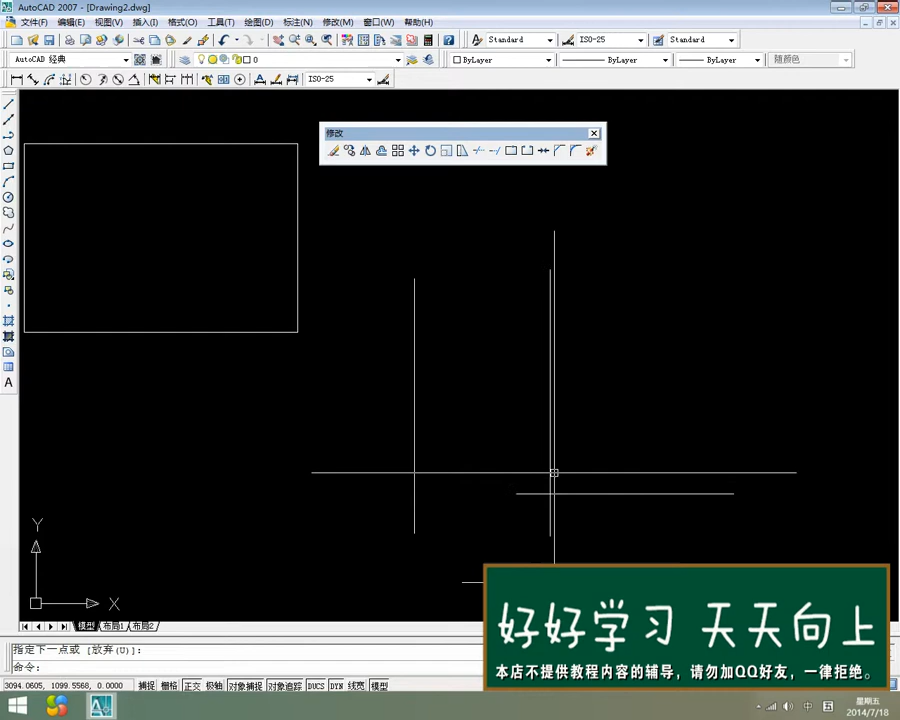 AutoCAD 2007 - [Drawing2.dwg]
文件(F) 编辑(E) 视图(V) 插入(I) 格式(O) 工具(T) 绘图(D) 标注(N) 修改(M) 窗口(W) 帮助(H)
Standard ISO-25 Standard
AutoCAD 经典 0 ByLayer ByLayer ByLayer 随颜色
ISO-25
修改
A
Y
X
模型 布局1 布局2
指定下一点或 [放弃(U)]:
命令:
3094.0605, 1099.5568, 0.0000 捕捉 栅格 正交 极轴 对象捕捉 对象追踪 DUCS DYN 线宽 模型
好好学习 天天向上
本店不提供教程内容的辅导，请勿加QQ好友，一律拒绝。
中 五 星期五
2014/7/18